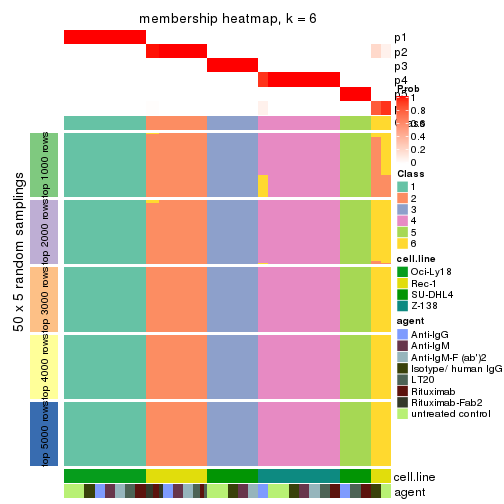 membership heatmap, k = 6
p1
p2
p3
p4
Prob
1
0.8
0.6
0.4
0.2
0
Class
1
2
3
4
5
6
cell.line
Oci-Ly18
Rec-1
SU-DHL4
Z-138
agent
Anti-IgG
Anti-IgM
Anti-IgM-F (ab')2
Isotype/ human IgG
LT20
Rituximab
Rituximab-Fab2
untreated control
50 x 5 random samplings
top 1000 rows
top 2000 rows
top 3000 rows
top 4000 rows
top 5000 rows
cell.line
agent